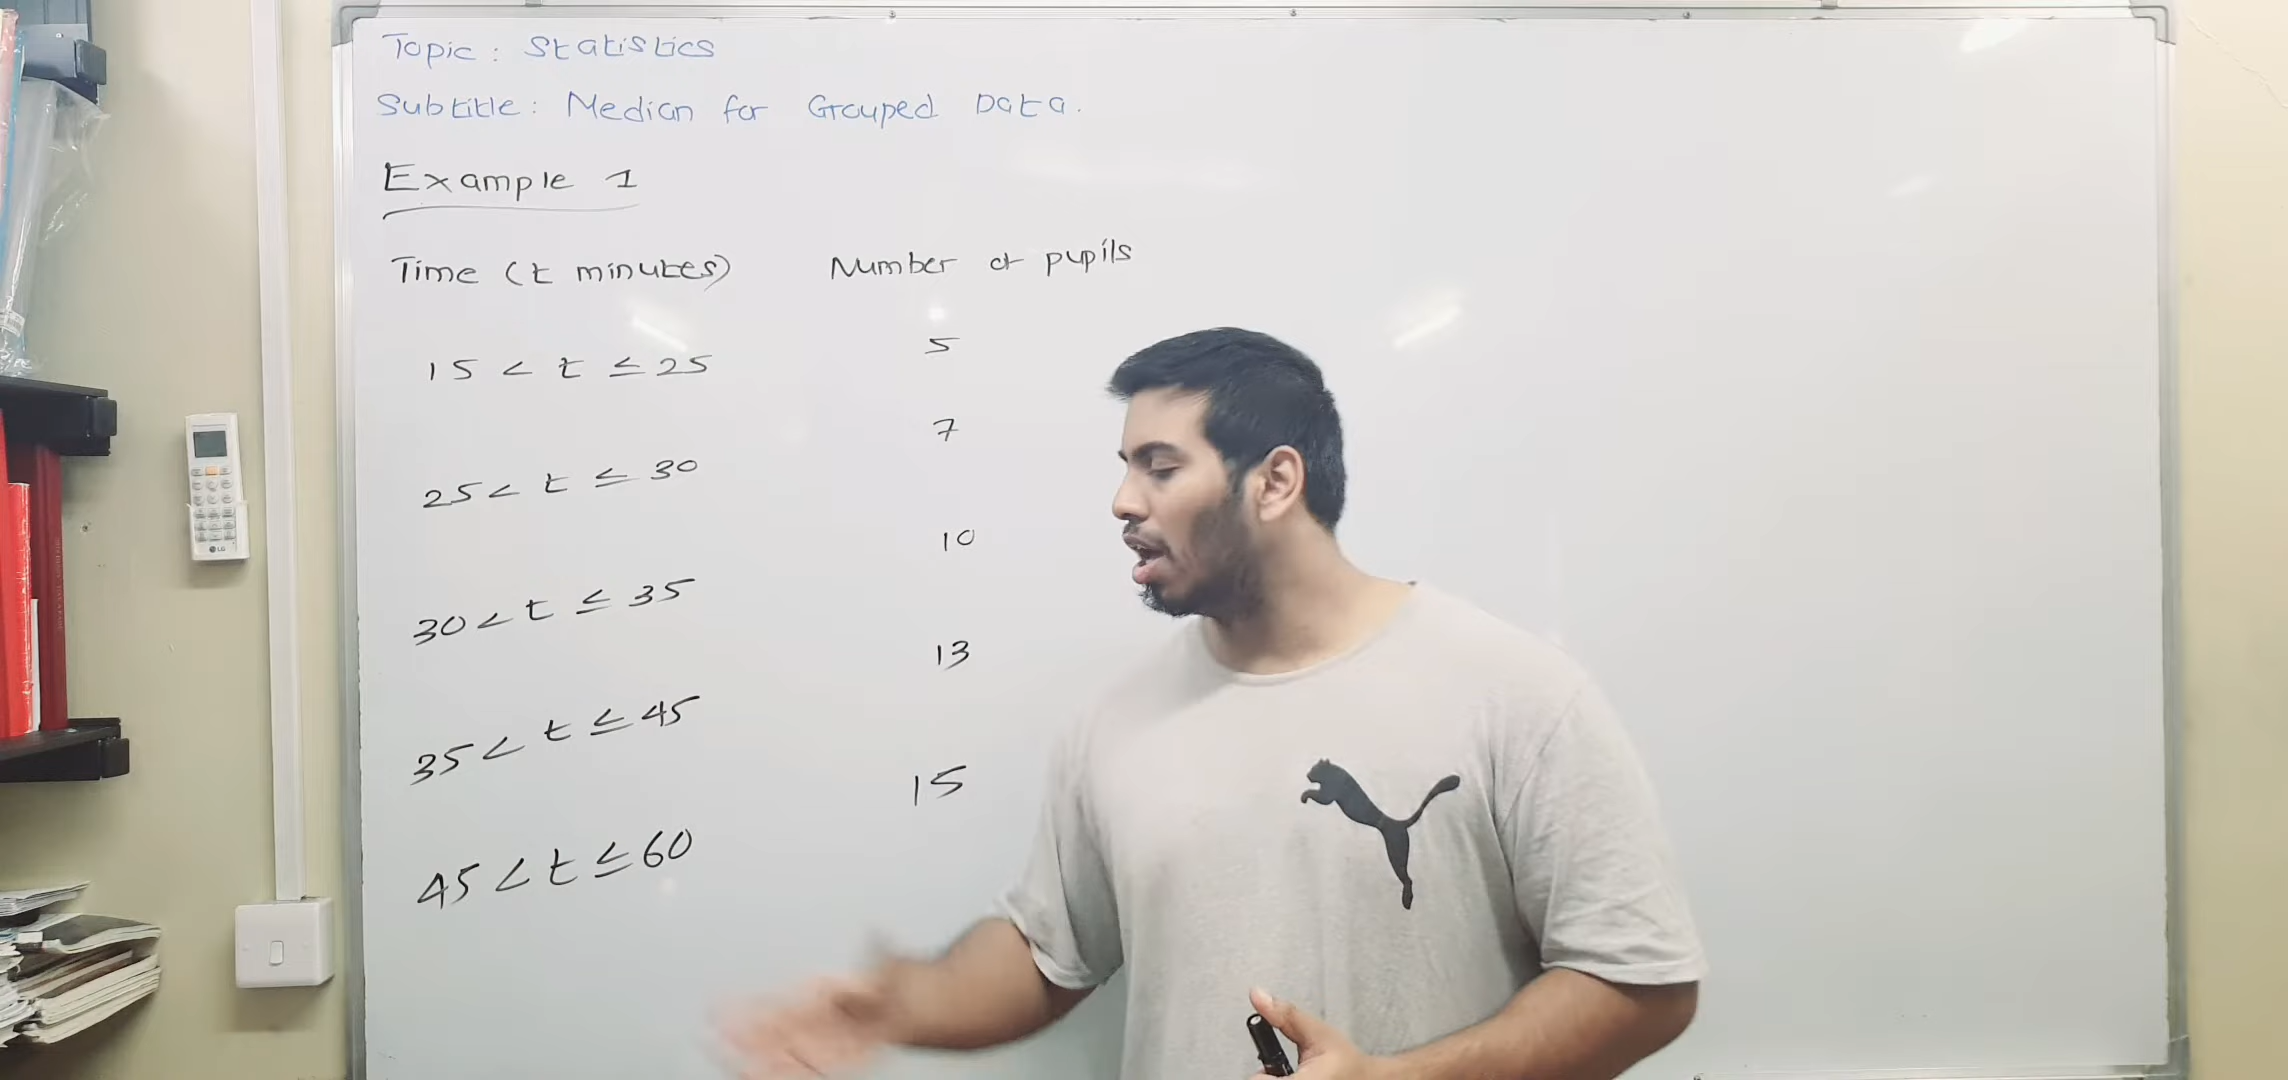 Topic: Statistics
Subtitle: Median for Grouped Data.
Example 1
Time (t minutes) Number of pupils
15 < t ≤ 25 5
25 < t ≤ 30 7
30 < t ≤ 35 10
35 < t ≤ 45 13
45 < t ≤ 60 15
LG